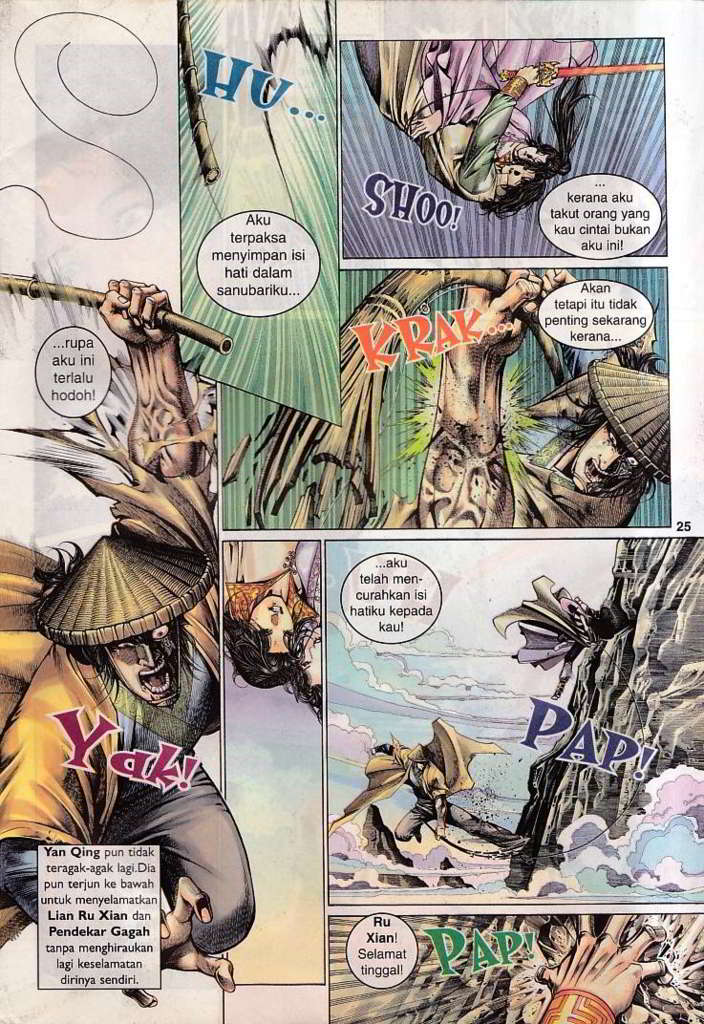 HU...
Aku
terpaksa
menyimpan isi
hati dalam
sanubariku...
SHOO!
...
kerana aku
takut orang yang
kau cintai bukan
aku ini!
...rupa
aku ini
terlalu
hodoh!
KRAK...
Akan
tetapi itu tidak
penting sekarang
kerana...
25
Yak!
Yan Qing pun tidak
teragak-agak lagi.Dia
pun terjun ke bawah
untuk menyelamatkan
Lian Ru Xian dan
Pendekar Gagah
tanpa menghiraukan
lagi keselamatan
dirinya sendiri.
...aku
telah men-
curahkan isi
hatiku kepada
kau!
PAP!
Ru
Xian!
Selamat
tinggal!
PAP!